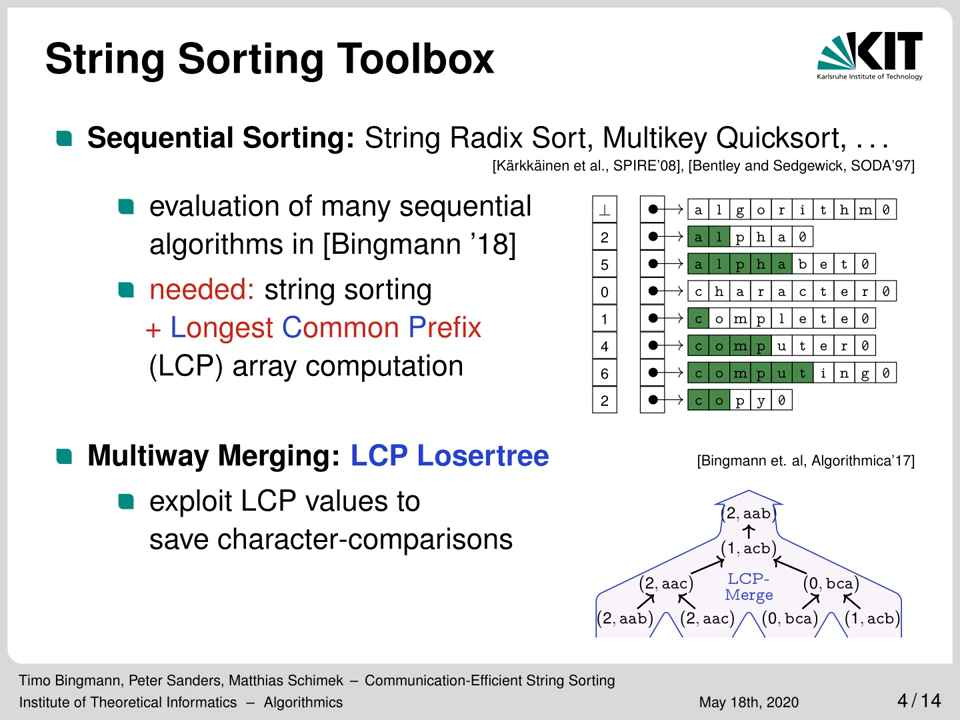 String Sorting Toolbox
KIT
Karlsruhe Institute of Technology
Sequential Sorting: String Radix Sort, Multikey Quicksort, . . .
[Kärkkäinen et al., SPIRE'08], [Bentley and Sedgewick, SODA'97]
evaluation of many sequential
algorithms in [Bingmann '18]
needed: string sorting
+ Longest Common Prefix
(LCP) array computation
⊥ a l g o r i t h m 0
2 a l p h a 0
5 a l p h a b e t 0
0 c h a r a c t e r 0
1 c o m p l e t e 0
4 c o m p u t e r 0
6 c o m p u t i n g 0
2 c o p y 0
Multiway Merging: LCP Losertree
[Bingmann et. al, Algorithmica'17]
exploit LCP values to
save character-comparisons
(2, aab)
(1, acb)
(2, aac) LCP- (0, bca)
Merge
(2, aab) (2, aac) (0, bca) (1, acb)
Timo Bingmann, Peter Sanders, Matthias Schimek – Communication-Efficient String Sorting
Institute of Theoretical Informatics – Algorithmics May 18th, 2020 4 / 14